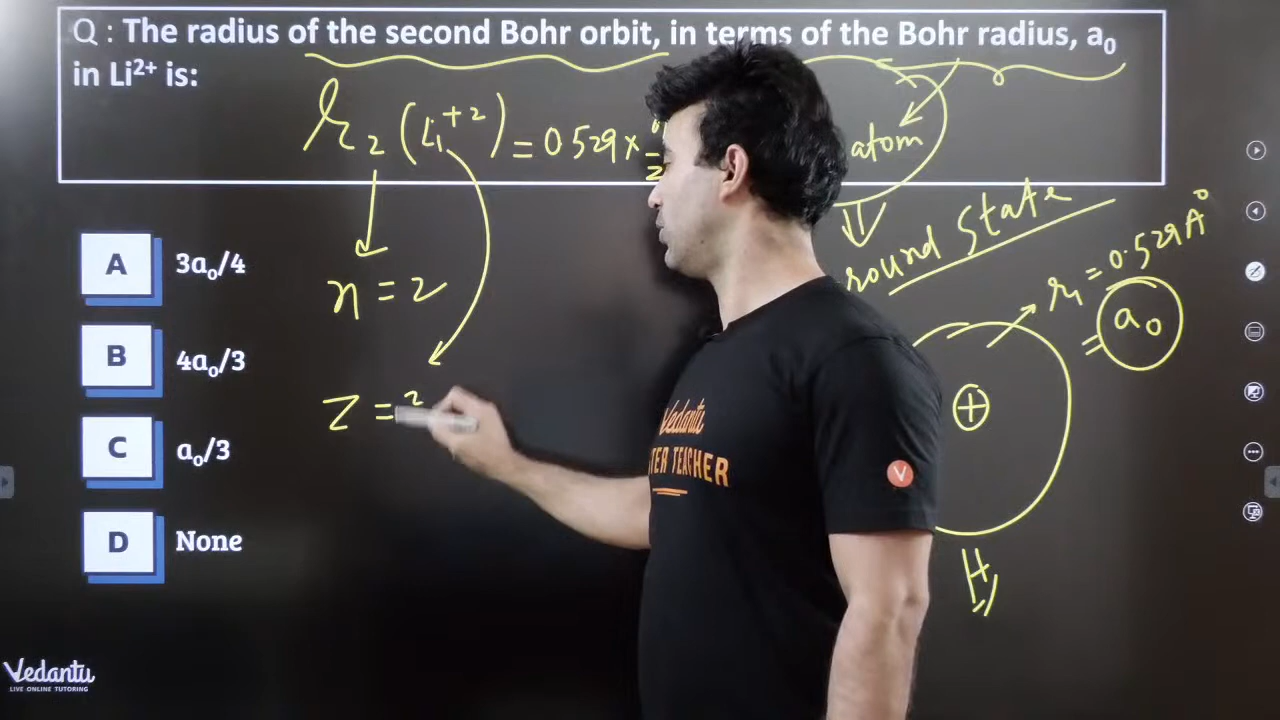 Q : The radius of the second Bohr orbit, in terms of the Bohr radius, a₀
in Li²⁺ is:
r₂ (Li⁺²) = 0.529 ×
atom
round State
n = 2
r₁ = 0.529 A°
= a₀
Z =
H
A 3a₀/4
B 4a₀/3
C a₀/3
D None
Vedantu
TER TEACHER
V
Vedantu
LIVE ONLINE TUTORING